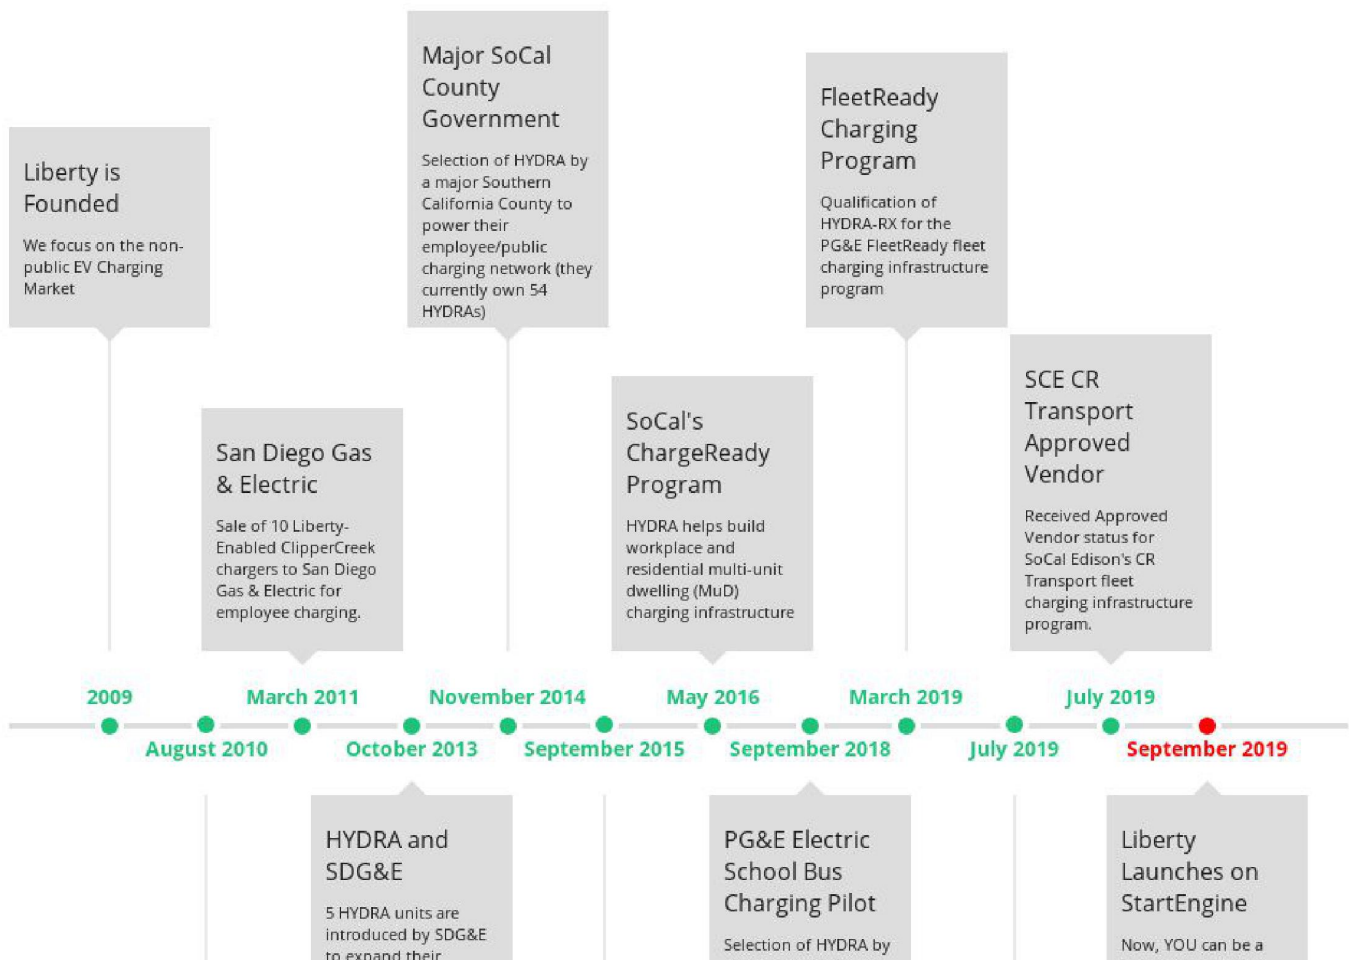 Major SoCal
County
Government
Selection of HYDRA by
a major Southern
California County to
power their
employee/public
charging network (they
currently own 54
HYDRAs)
FleetReady
Charging
Program
Qualification of
HYDRA-RX for the
PG&E FleetReady fleet
charging infrastructure
program
Liberty is
Founded
We focus on the non-
public EV Charging
Market
SCE CR
Transport
Approved
Vendor
Received Approved
Vendor status for
SoCal Edison's CR
Transport fleet
charging infrastructure
program.
SoCal's
ChargeReady
Program
HYDRA helps build
workplace and
residential multi-unit
dwelling (MuD)
charging infrastructure
San Diego Gas
& Electric
Sale of 10 Liberty-
Enabled ClipperCreek
chargers to San Diego
Gas & Electric for
employee charging.
2009
March 2011
November 2014
May 2016
March 2019
July 2019
August 2010
October 2013
September 2015
September 2018
July 2019
September 2019
HYDRA and
SDG&E
5 HYDRA units are
introduced by SDG&E
to expand their
PG&E Electric
School Bus
Charging Pilot
Selection of HYDRA by
Liberty
Launches on
StartEngine
Now, YOU can be a